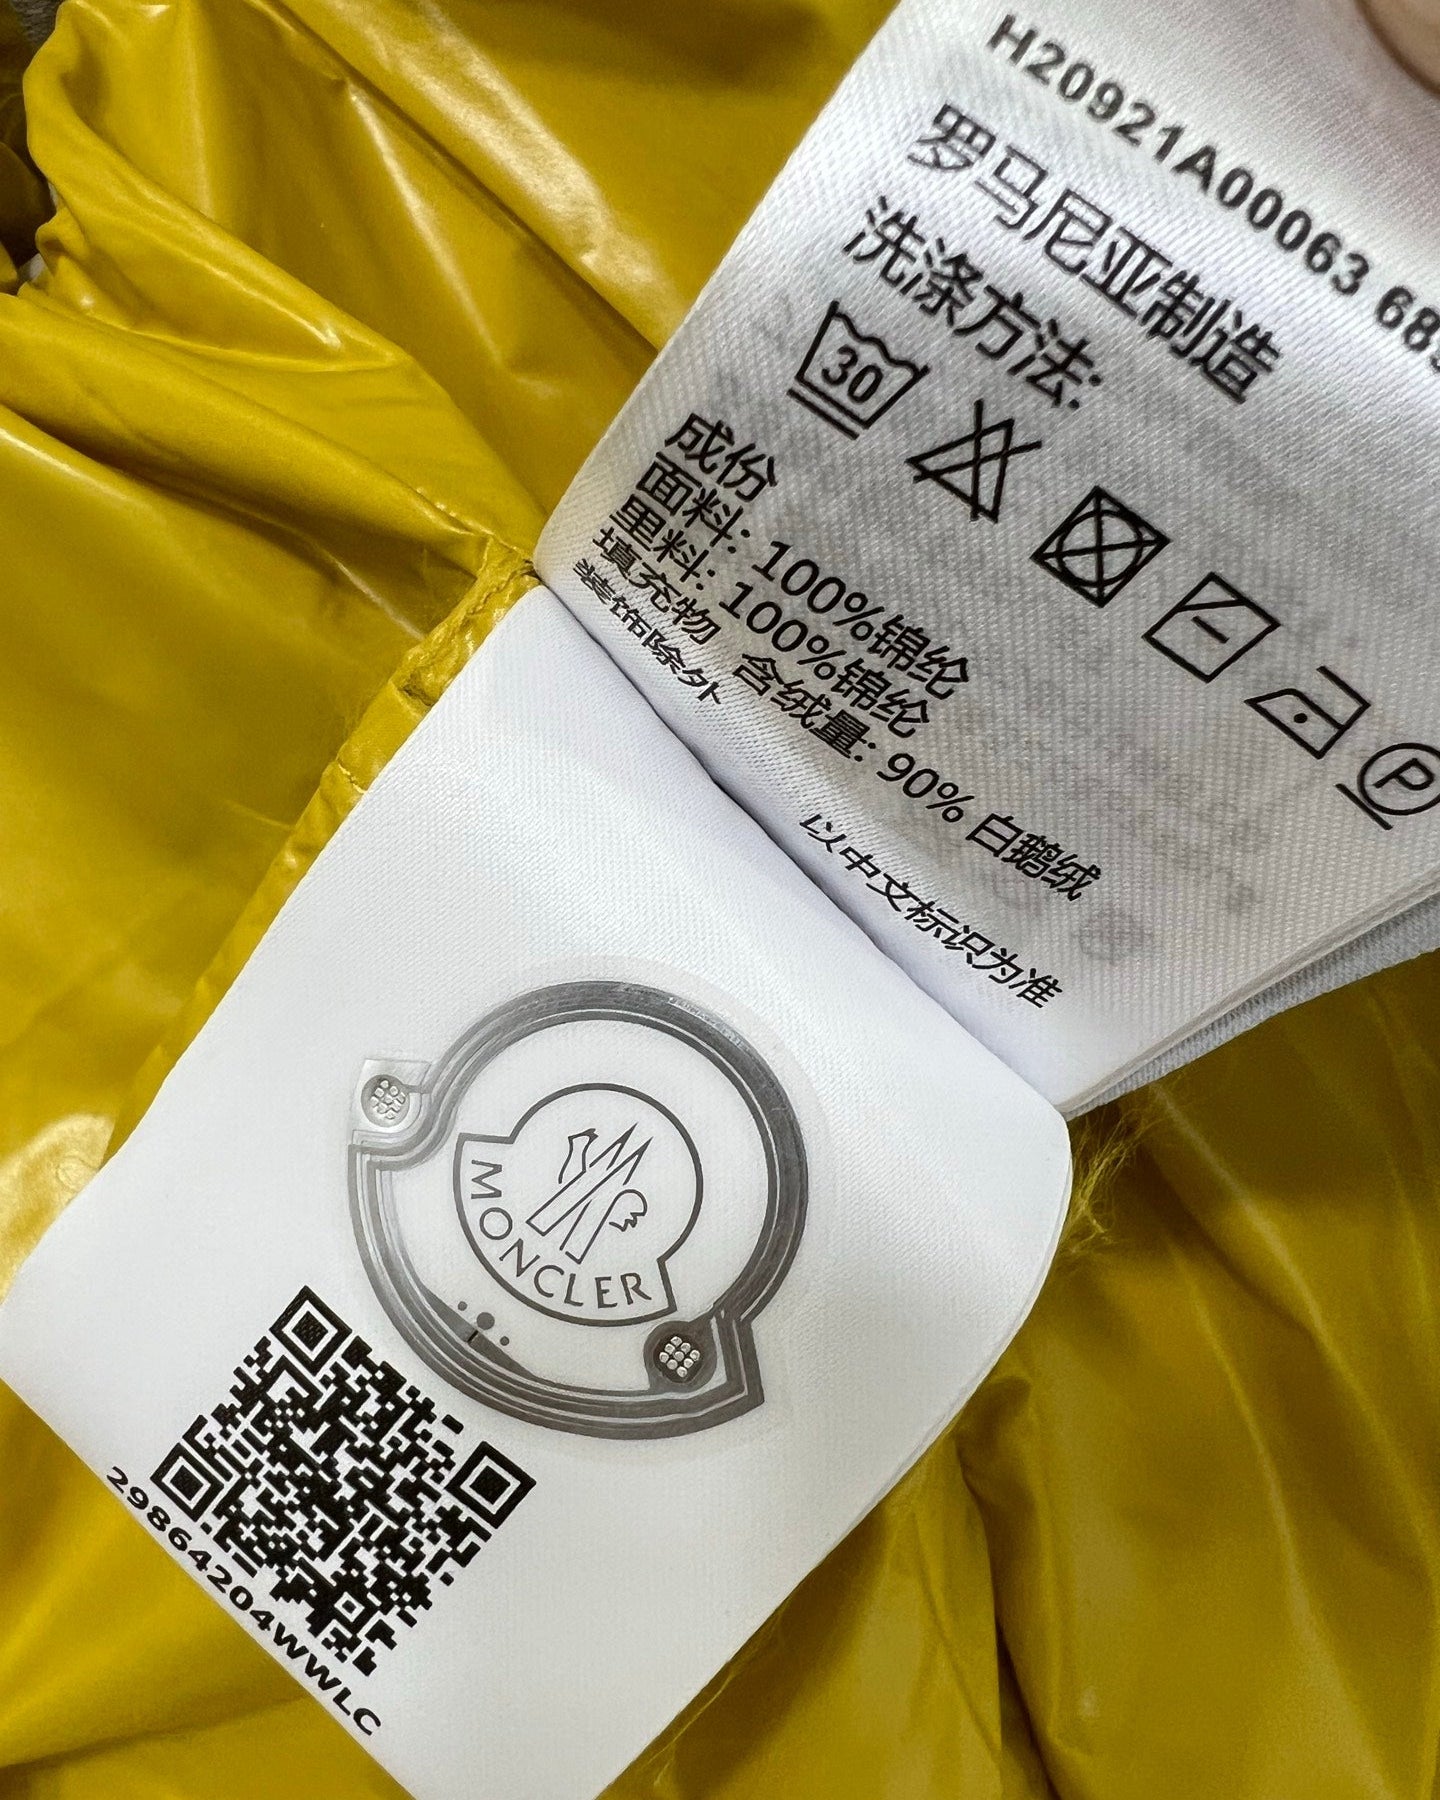 H20921A00063 689
罗马尼亚制造
洗涤方法:
30
P
成份
面料: 100%锦纶
里料: 100%锦纶
填充物 含绒量: 90% 白鹅绒
装饰除外
以中文标识为准
MONCLER
29864204WWLC